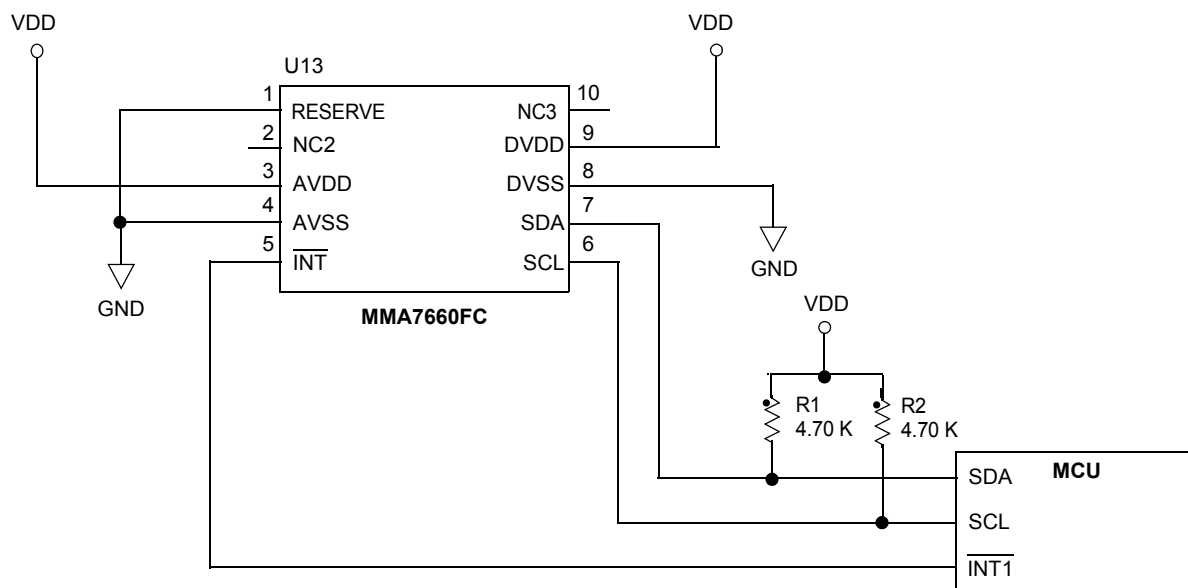 VDD
VDD
U13
1
RESERVE
NC3
10
2
NC2
DVDD
9
3
AVDD
DVSS
8
4
AVSS
SDA
7
5
INT
SCL
6
GND
GND
MMA7660FC
VDD
R1
4.70 K
R2
4.70 K
MCU
SDA
SCL
INT1